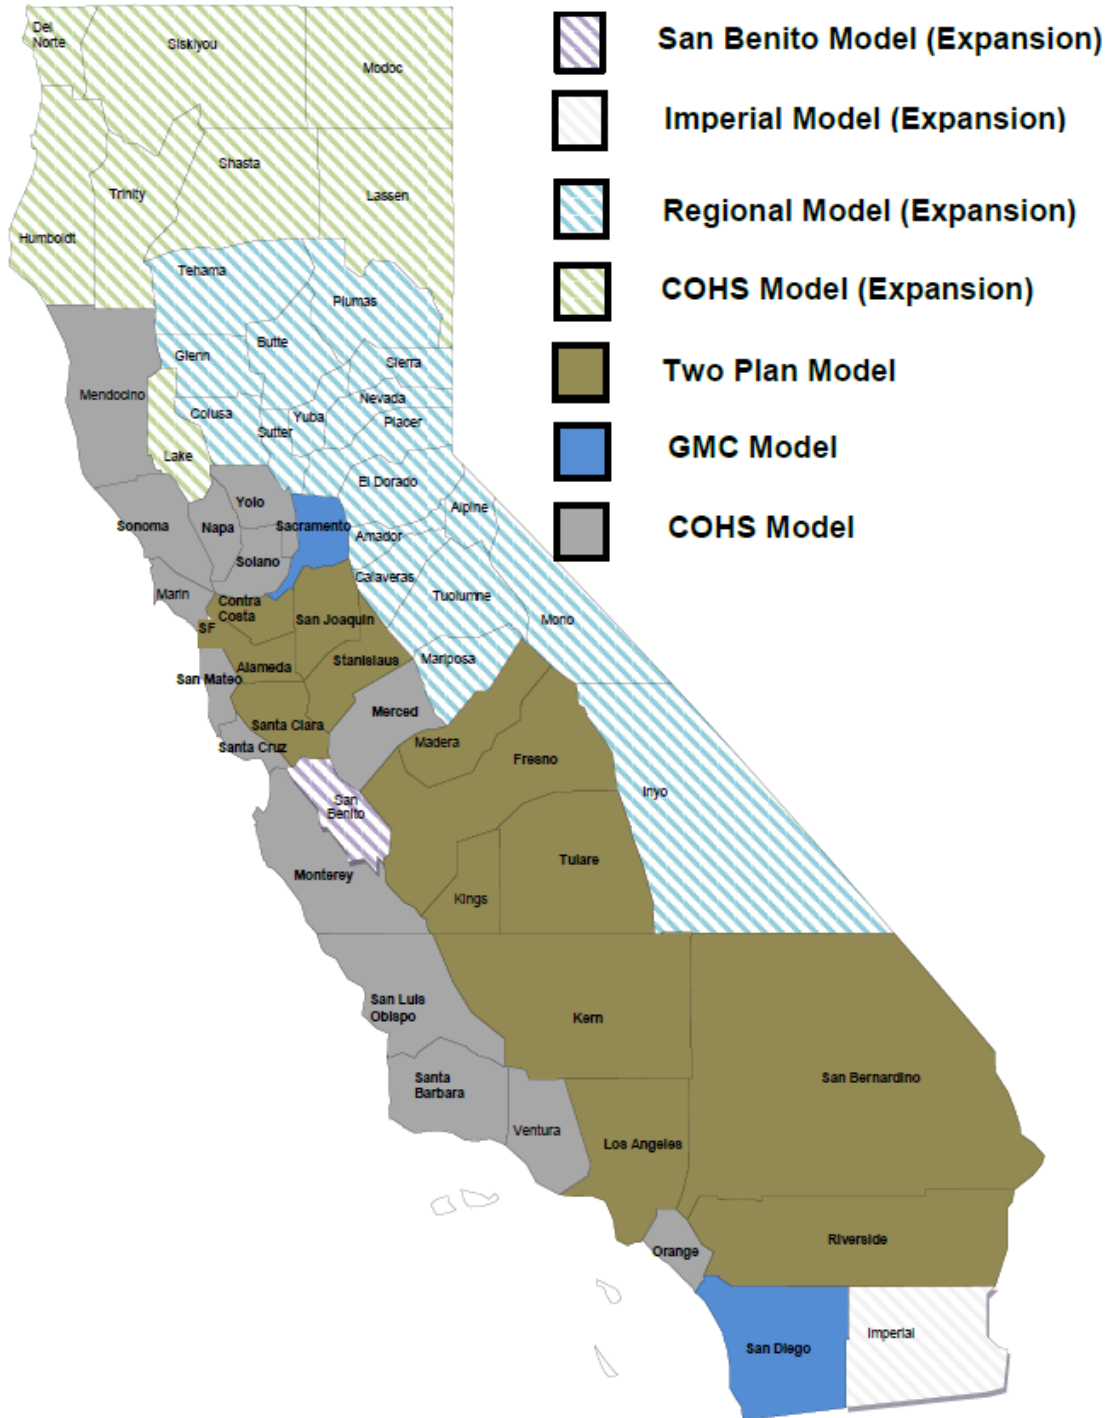 San Benito Model (Expansion)
Imperial Model (Expansion)
Regional Model (Expansion)
COHS Model (Expansion)
Two Plan Model
GMC Model
COHS Model
Del
Norte
Siskiyou
Modoc
Shasta
Trinity
Lassen
Humboldt
Tehama
Plumas
Butte
Glenn
Sierra
Mendocino
Nevada
Colusa
Yuba
Placer
Sutter
Lake
El Dorado
Yolo
Alpine
Sonoma
Napa
Sacramento
Amador
Solano
Calaveras
Marin
Tuolumne
Contra
Costa
San Joaquin
Mono
SF
Stanislaus
Mariposa
Alameda
San Mateo
Merced
Santa Clara
Madera
Santa Cruz
Fresno
Inyo
San
Benito
Tulare
Monterey
Kings
San Luis
Obispo
Kern
Santa
Barbara
San Bernardino
Ventura
Los Angeles
Riverside
Orange
Imperial
San Diego